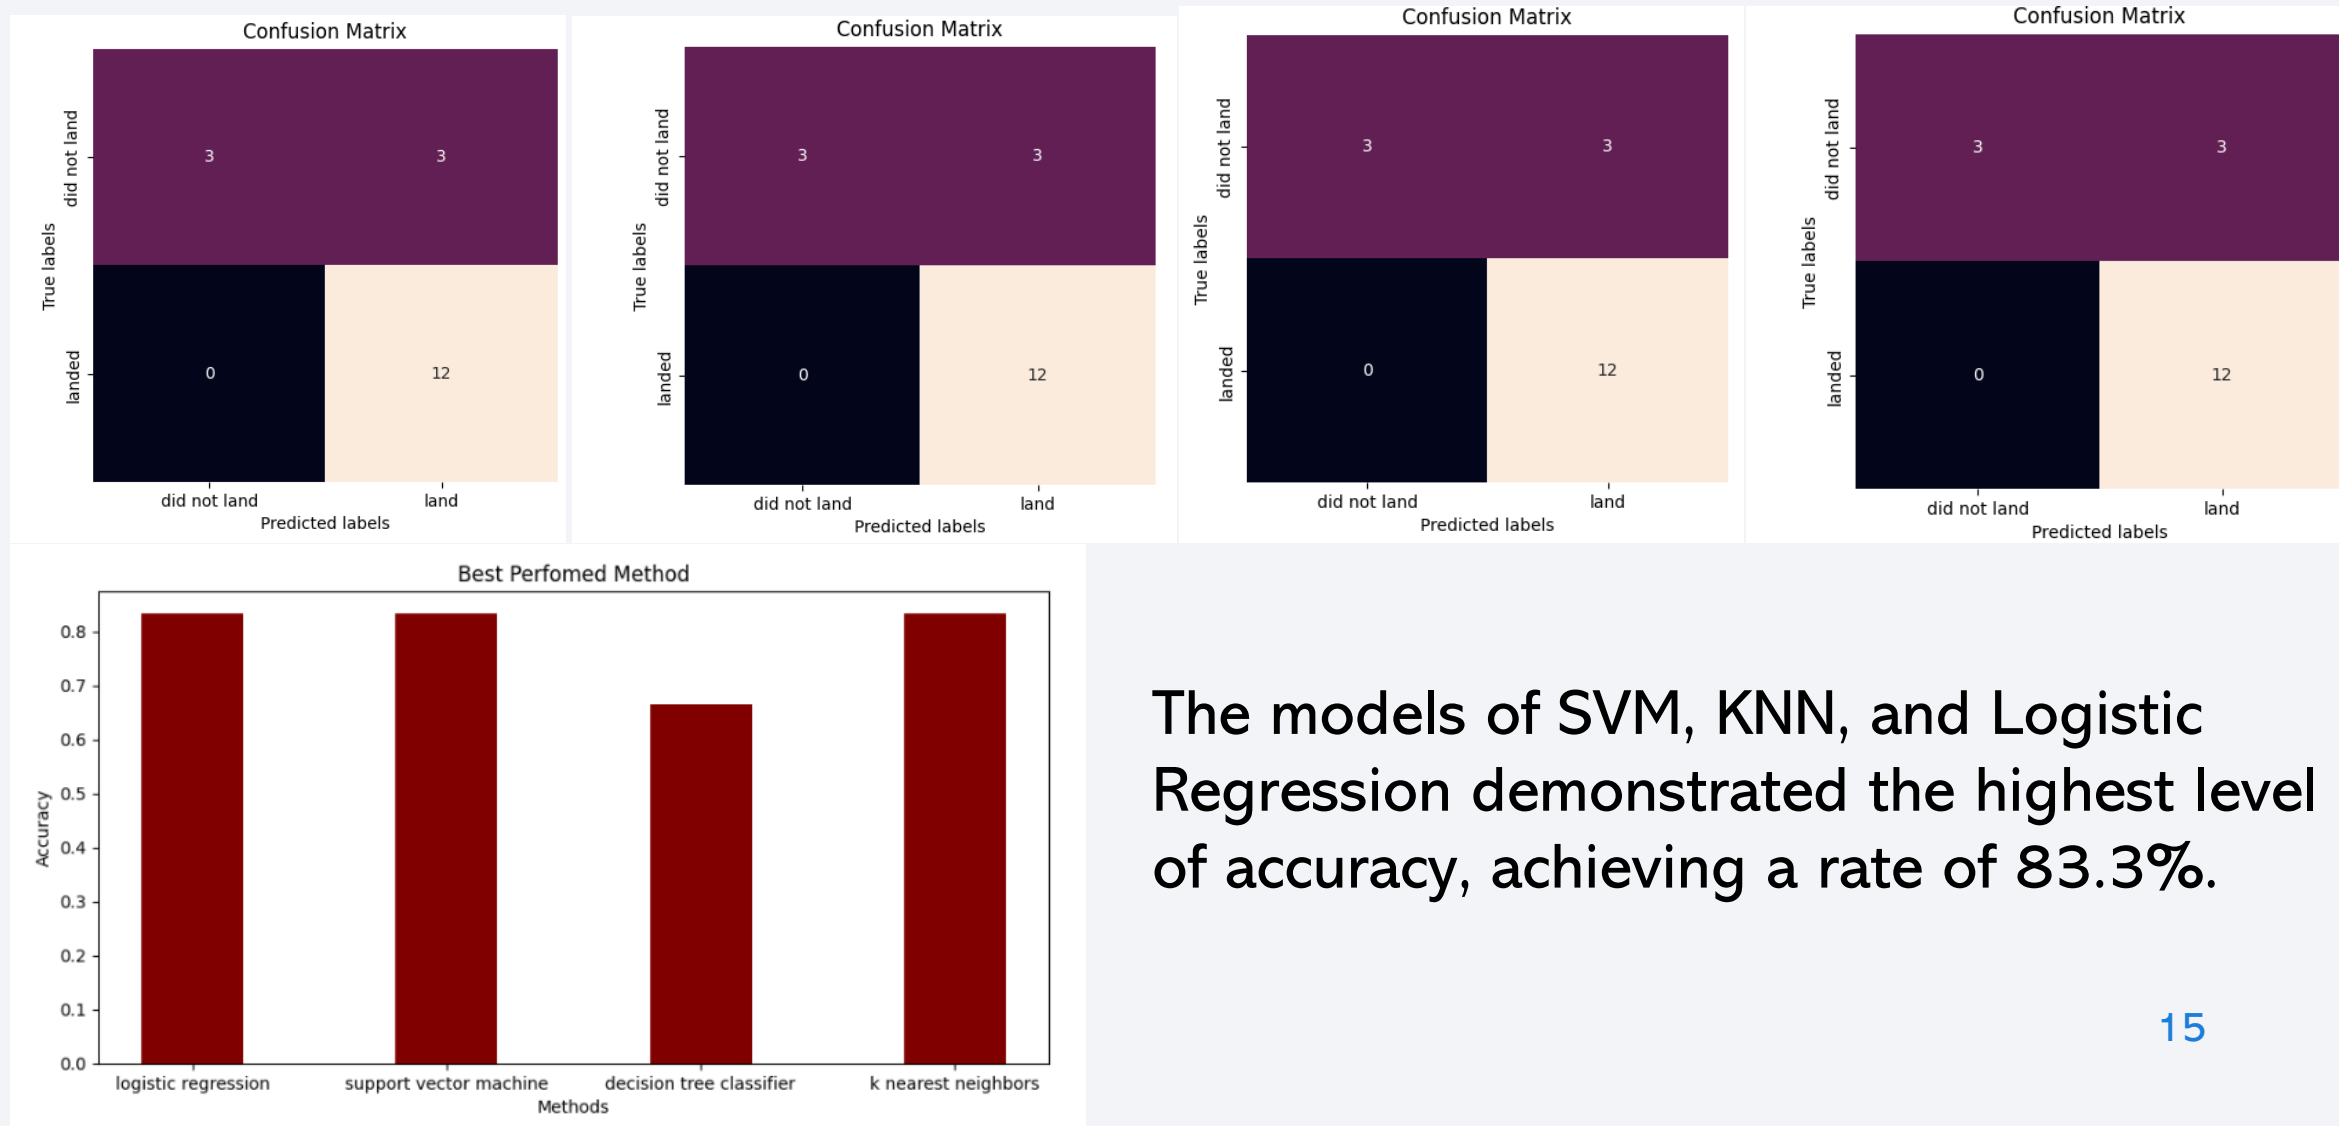 Confusion Matrix
did not land
landed
True labels
3 3
0 12
did not land land
Predicted labels
Confusion Matrix
did not land
landed
True labels
3 3
0 12
did not land land
Predicted labels
Confusion Matrix
did not land
landed
True labels
3 3
0 12
did not land land
Predicted labels
Confusion Matrix
did not land
landed
True labels
3 3
0 12
did not land land
Predicted labels
Best Perfomed Method
Accuracy
0.8
0.7
0.6
0.5
0.4
0.3
0.2
0.1
0.0
logistic regression support vector machine decision tree classifier k nearest neighbors
Methods
The models of SVM, KNN, and Logistic
Regression demonstrated the highest level
of accuracy, achieving a rate of 83.3%.
15